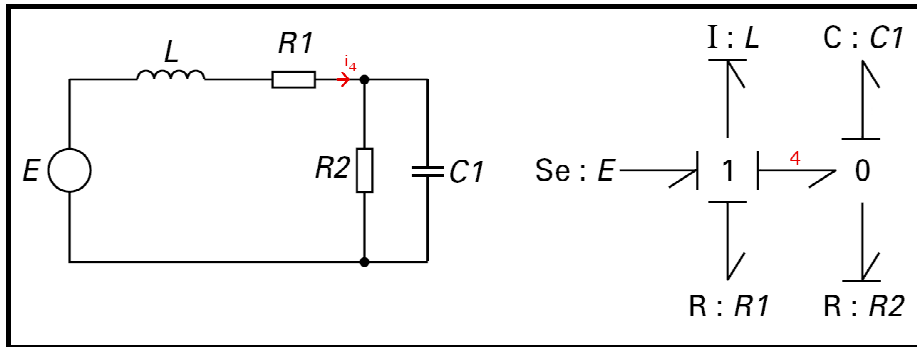 L
R1
i4
E
R2
C1
I : L
C : C1
Se : E
1
4
0
R : R1
R : R2